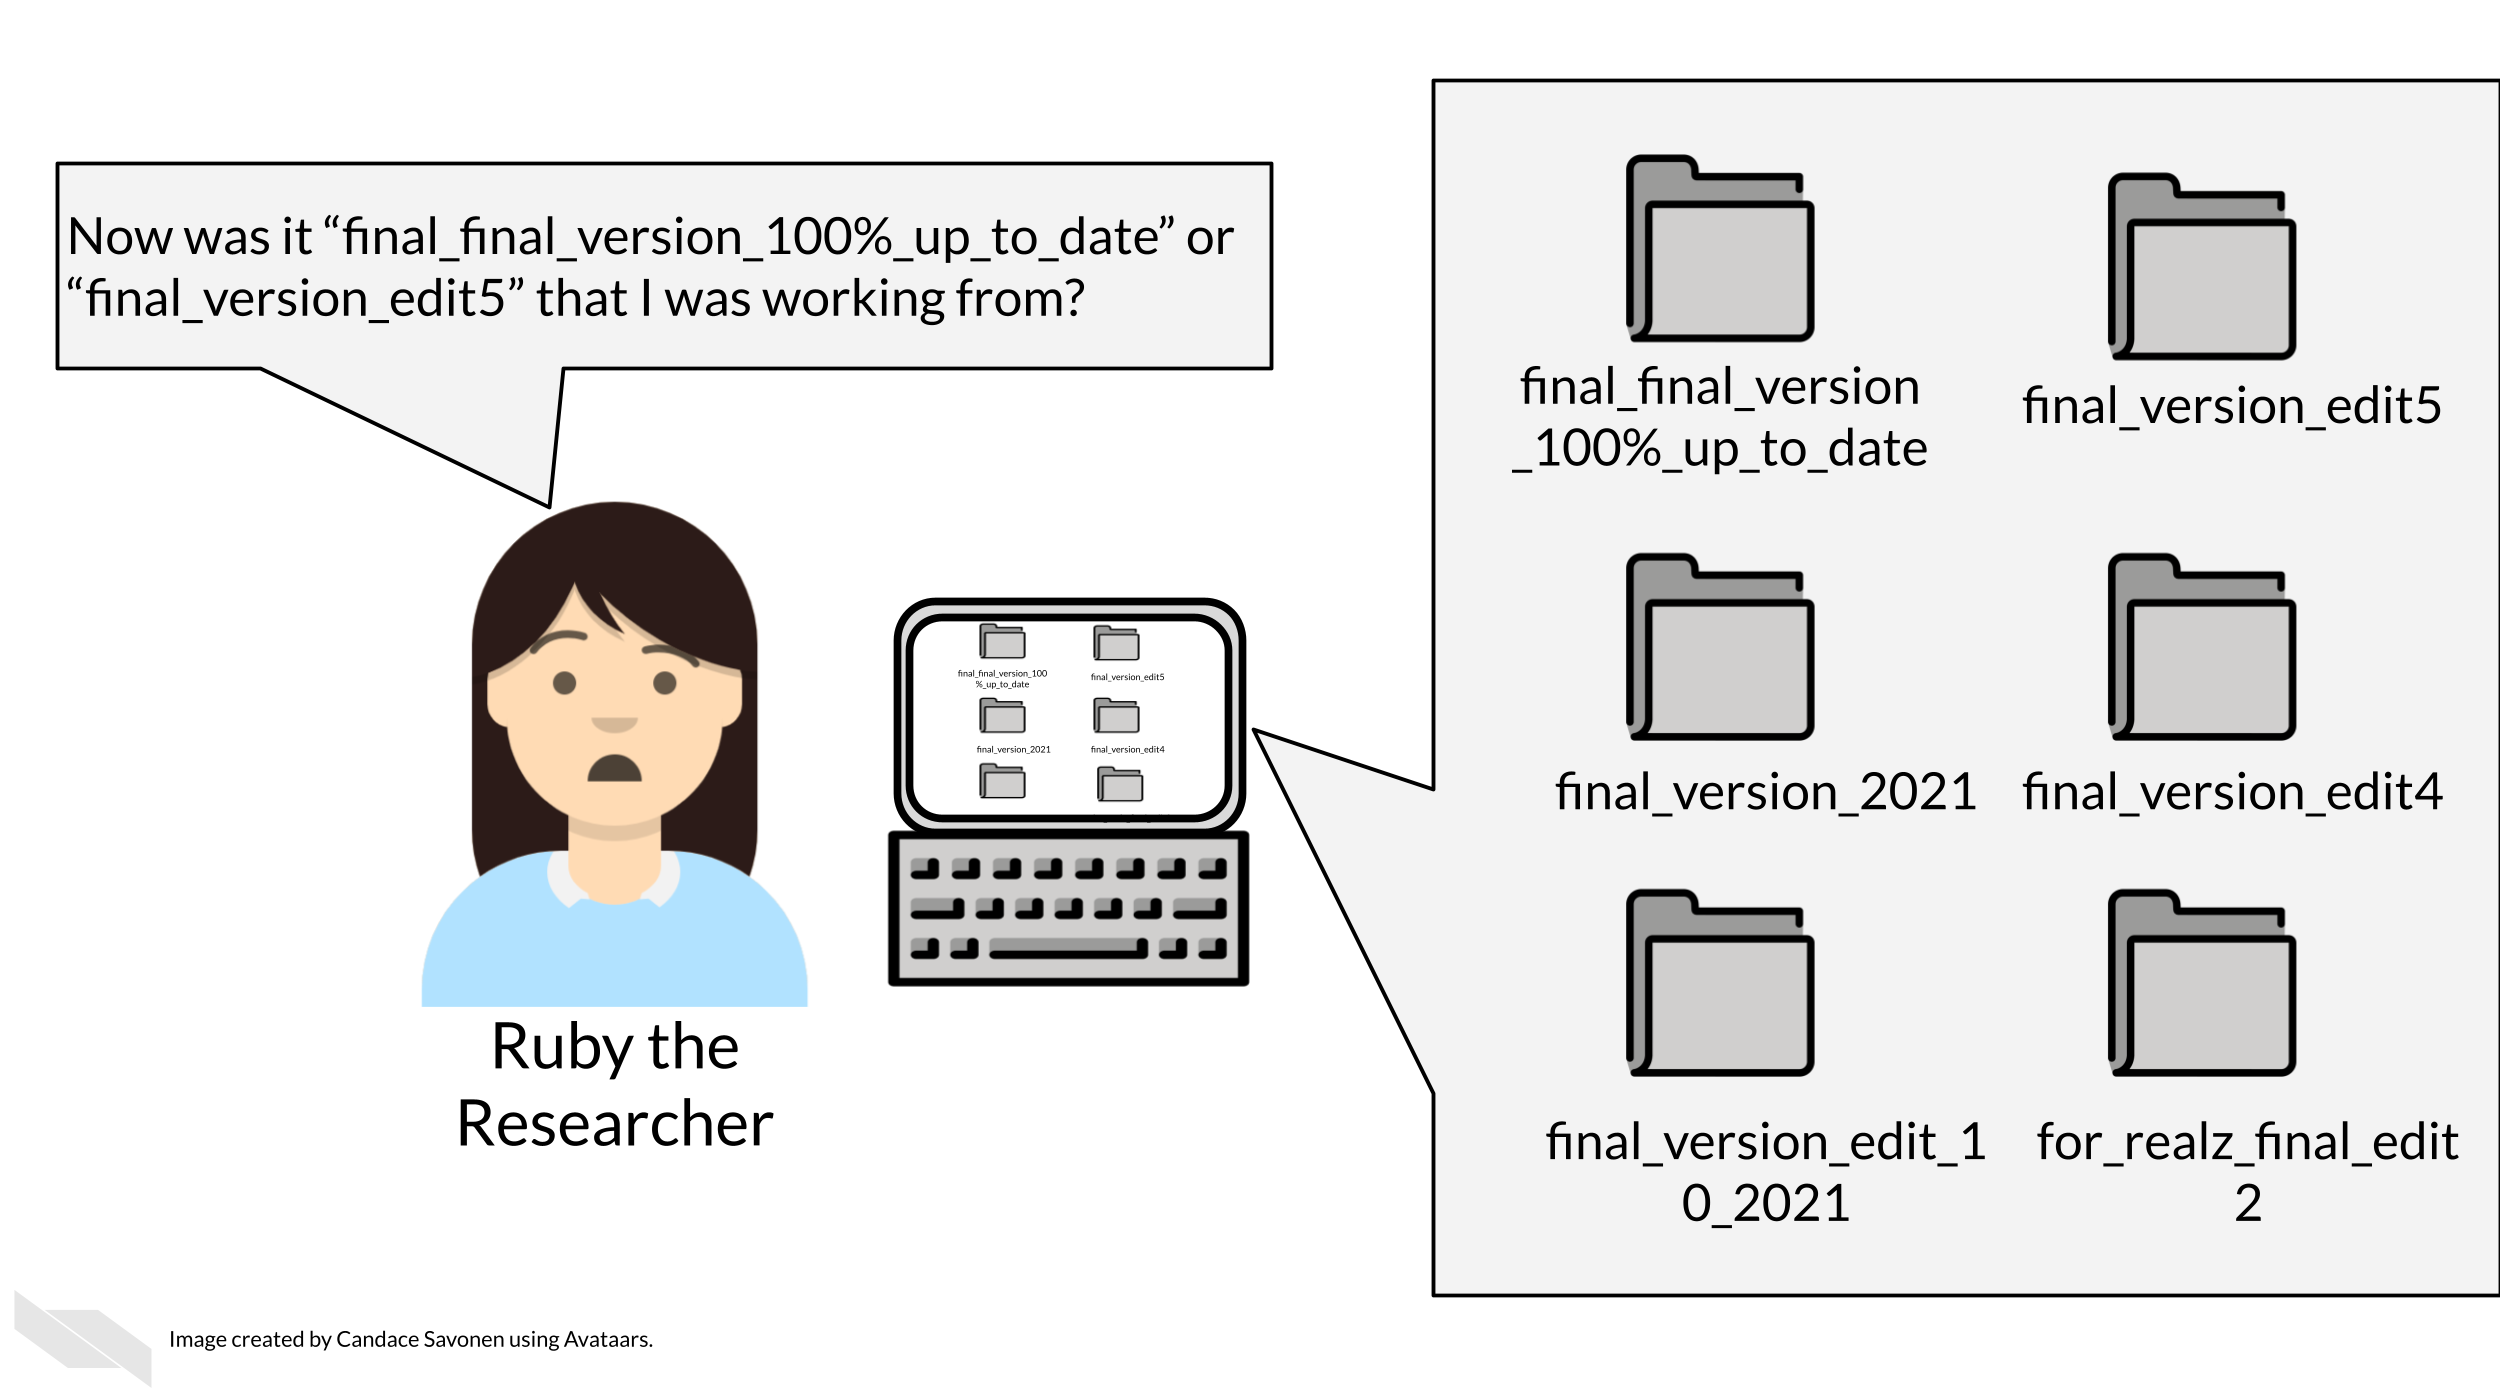 Now was it “final_final_version_100%_up_to_date” or
“final_version_edit5” that I was working from?
final_final_version
_100%_up_to_date
final_version_edit5
final_version_2021
final_version_edit4
final_version_edit_1
0_2021
for_realz_final_edit
2
final_final_version_100
%_up_to_date
final_version_edit5
final_version_2021
final_version_edit4
Ruby the
Researcher
Image created by Candace Savonen using Avataars.